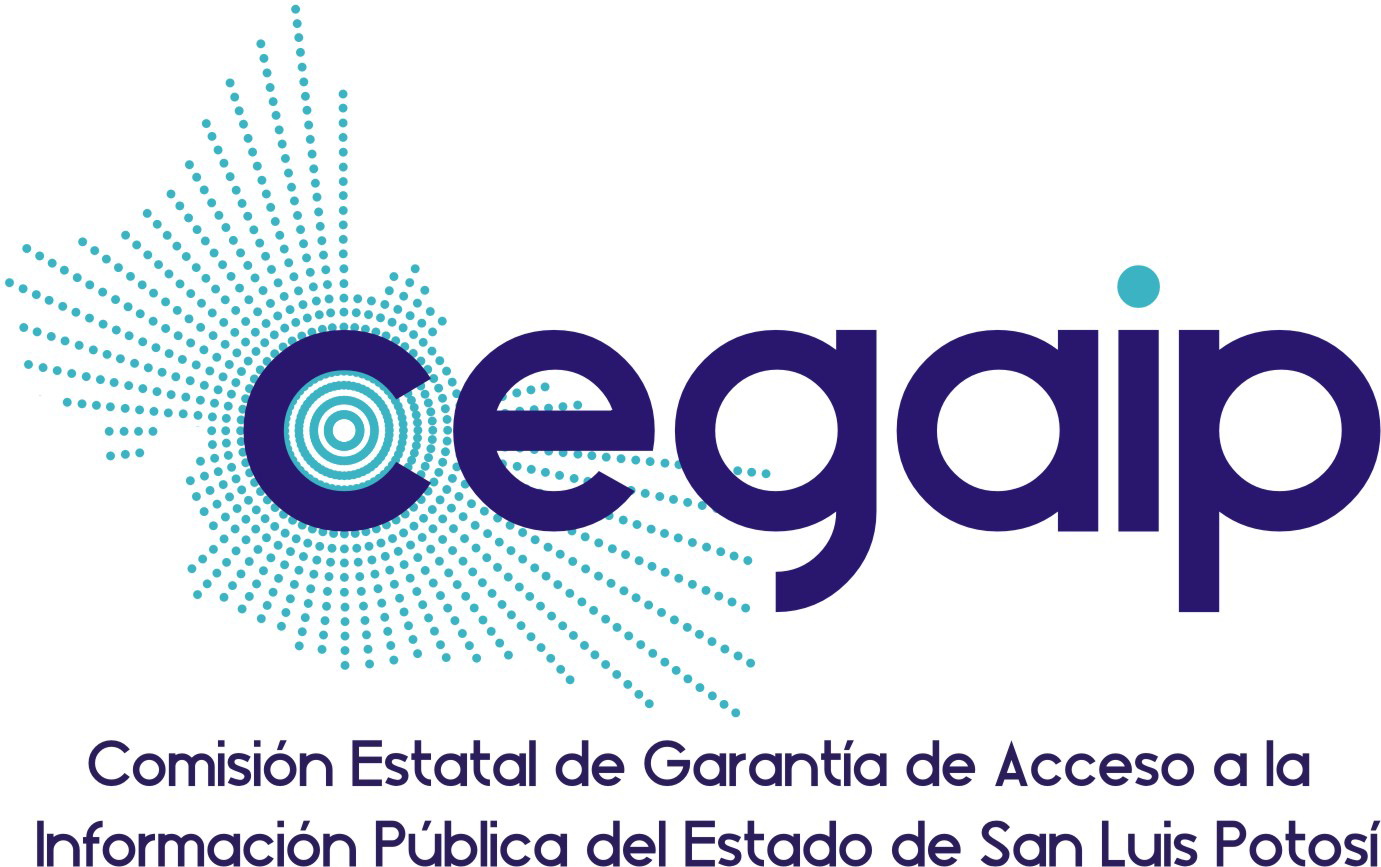 cegaip
Comisión Estatal de Garantía de Acceso a la
Información Pública del Estado de San Luis Potosí